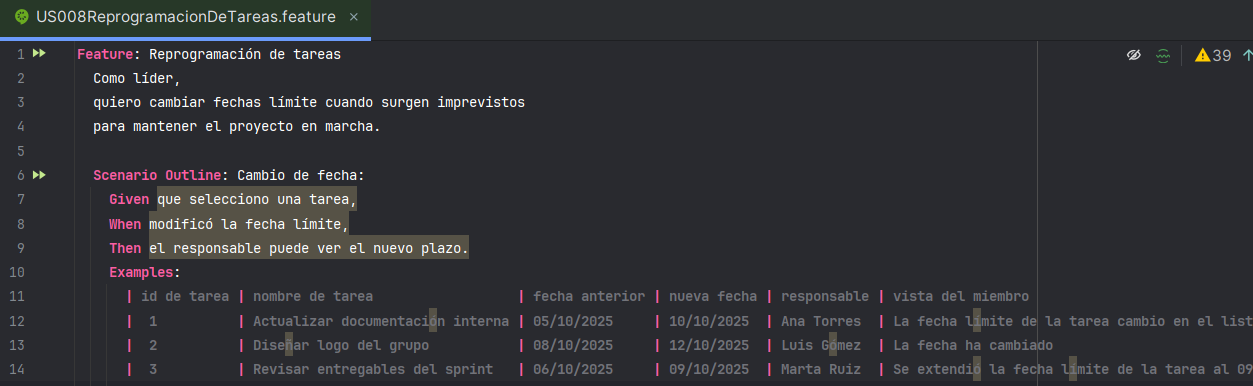 US008ReprogramacionDeTareas.feature ×
39
1 Feature: Reprogramación de tareas
2 Como líder,
3 quiero cambiar fechas límite cuando surgen imprevistos
4 para mantener el proyecto en marcha.
5
6 Scenario Outline: Cambio de fecha:
7 Given que selecciono una tarea,
8 When modificó la fecha límite,
9 Then el responsable puede ver el nuevo plazo.
10 Examples:
11 | id de tarea | nombre de tarea | fecha anterior | nueva fecha | responsable | vista del miembro
12 | 1 | Actualizar documentación interna | 05/10/2025 | 10/10/2025 | Ana Torres | La fecha límite de la tarea cambio en el list
13 | 2 | Diseñar logo del grupo | 08/10/2025 | 12/10/2025 | Luis Gómez | La fecha ha cambiado
14 | 3 | Revisar entregables del sprint | 06/10/2025 | 09/10/2025 | Marta Ruiz | Se extendió la fecha límite de la tarea al 09